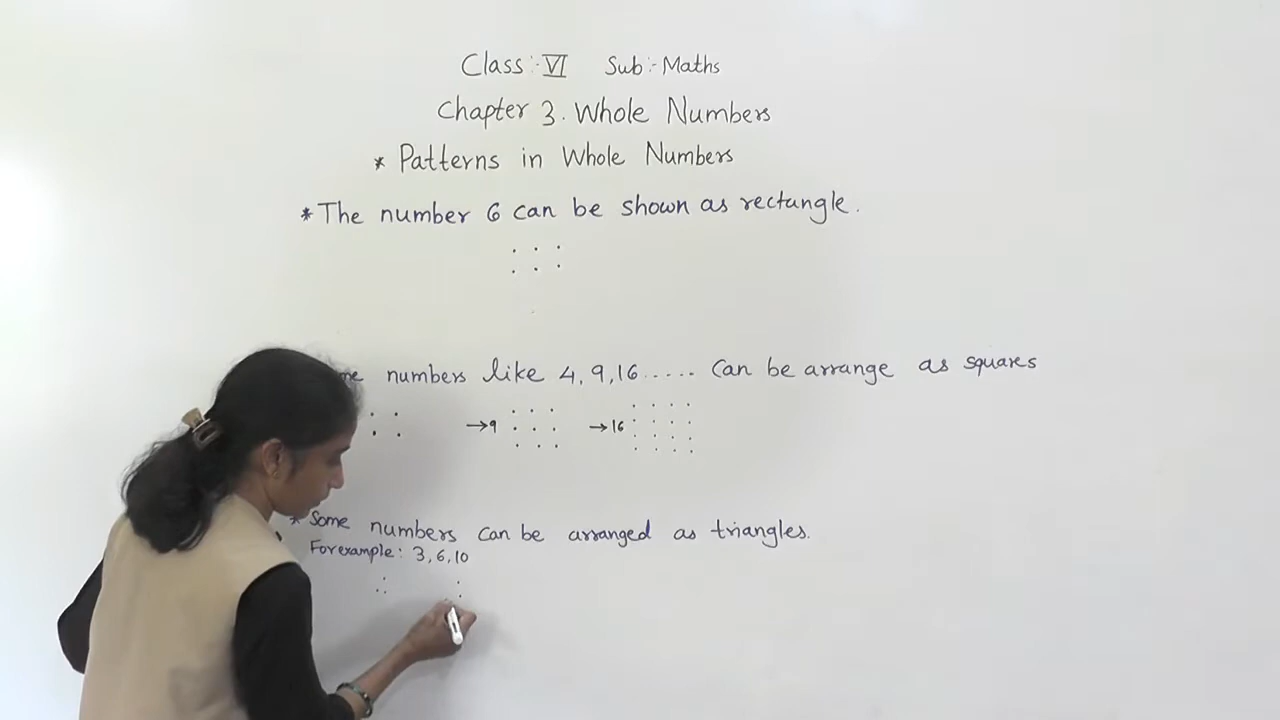 Class :- VI Sub :- Maths
Chapter 3. Whole Numbers
* Patterns in Whole Numbers
* The number 6 can be shown as rectangle.
numbers like 4, 9, 16..... Can be arrange as squares
→9 →16
* Some numbers can be arranged as triangles.
For example : 3, 6, 10